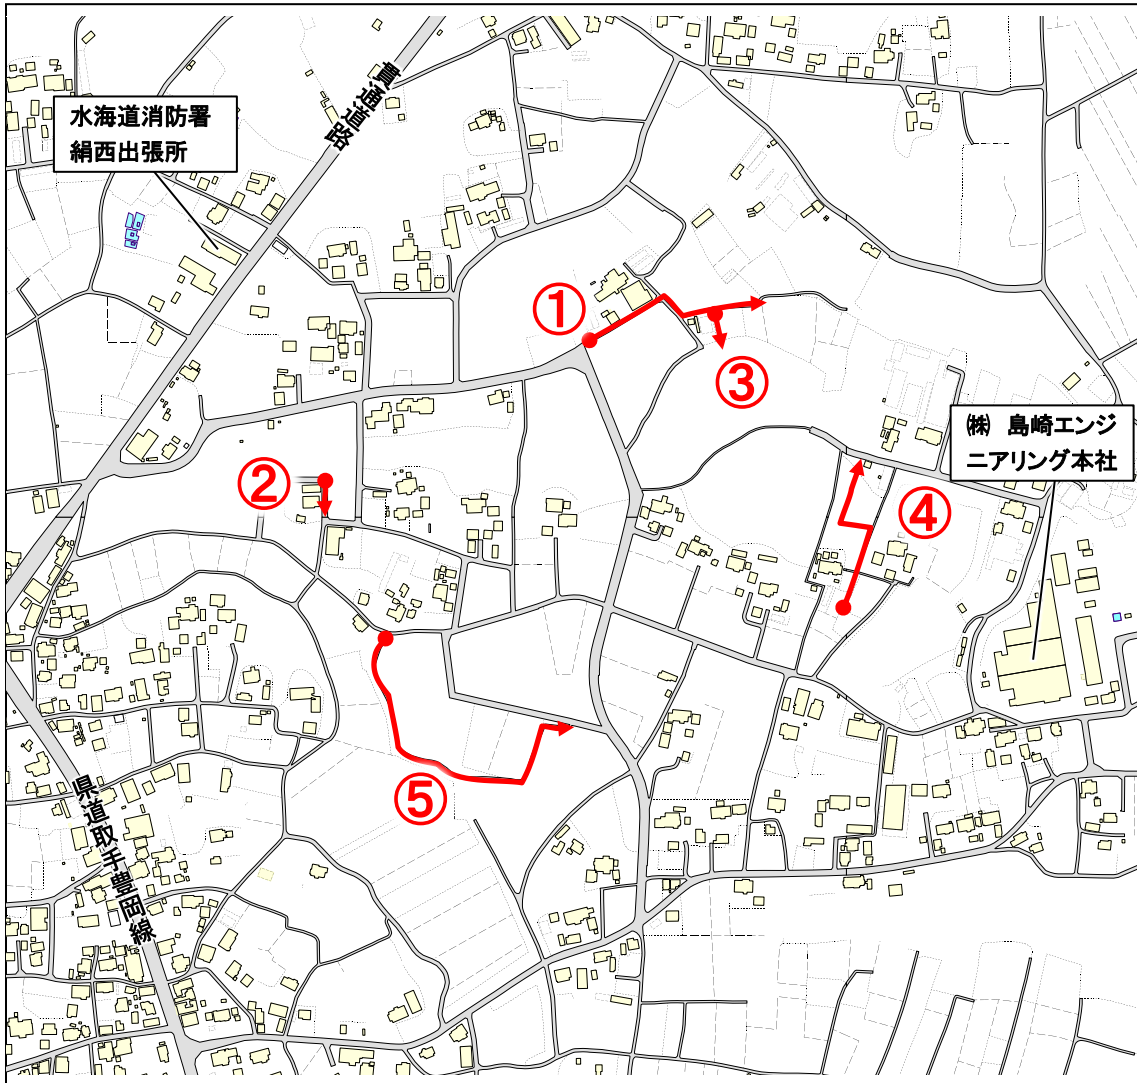 貫通道路
水海道消防署
絹西出張所
①
③
㈱ 島崎エンジ
ニアリング本社
②
④
⑤
県道取手豊岡線